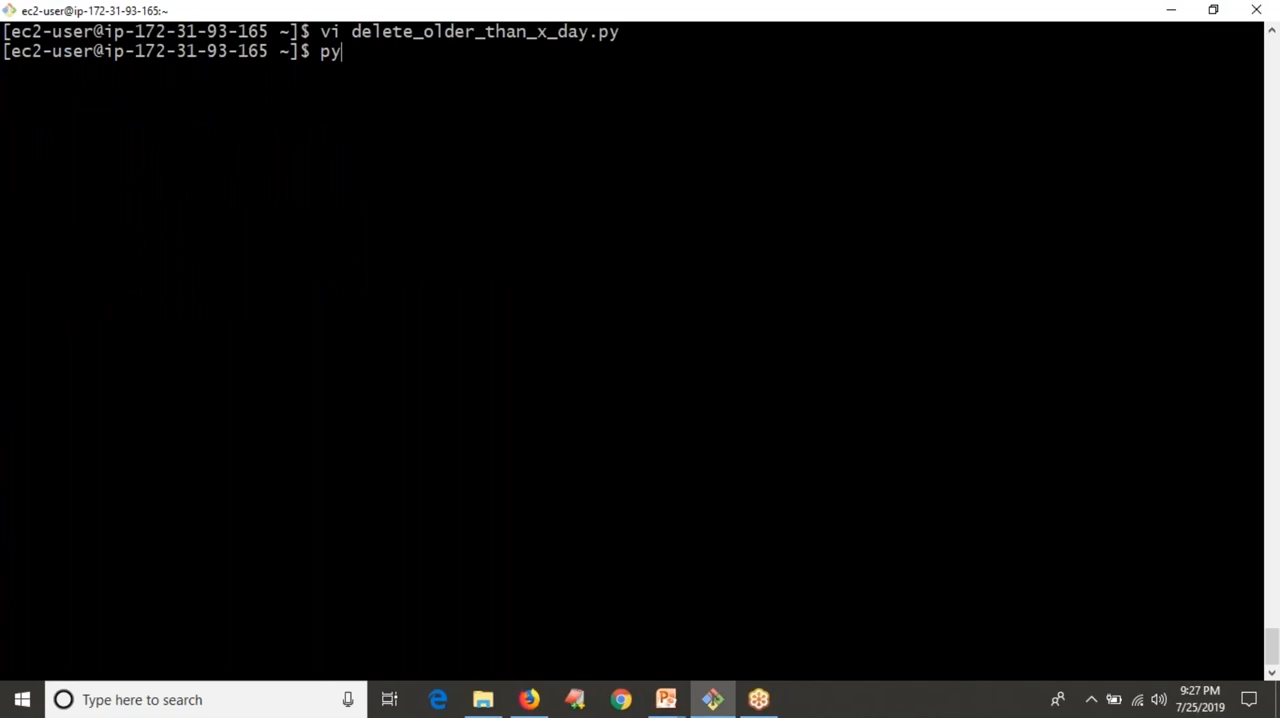 ec2-user@ip-172-31-93-165:~
[ec2-user@ip-172-31-93-165 ~]$ vi delete_older_than_x_day.py
[ec2-user@ip-172-31-93-165 ~]$ py
Type here to search
9:27 PM
7/25/2019